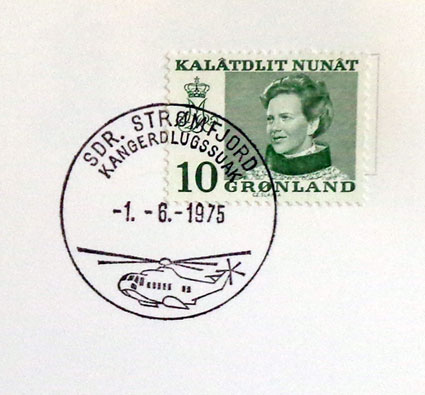 KALÂTDLIT NUNÂT
10 GRØNLAND
SDR. STRØMFJORD
KANGERDLUGSSUAK
-1. -6.-1975